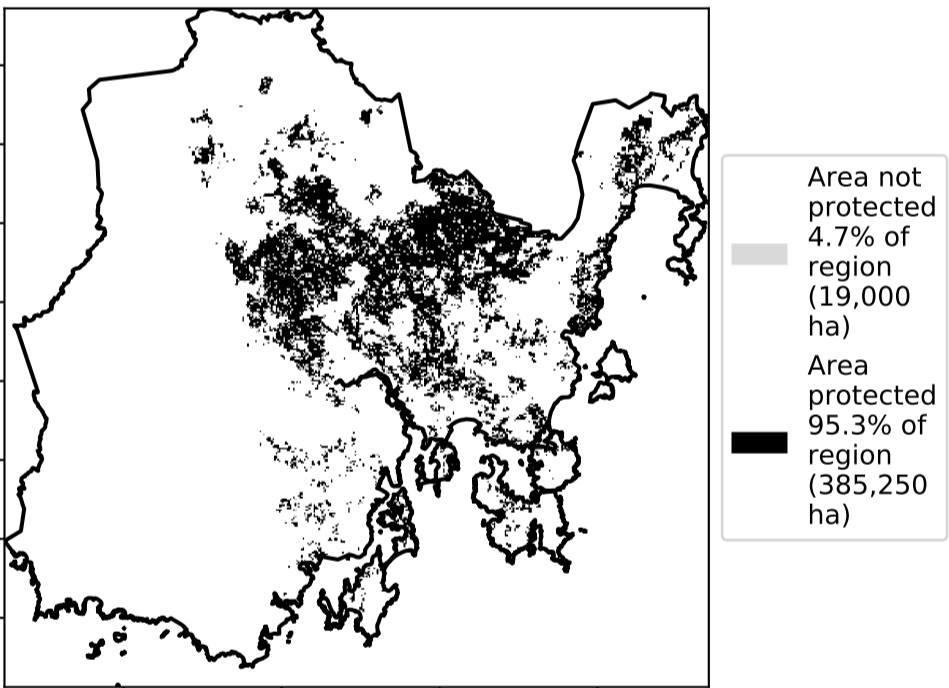 Area not
protected
4.7% of
region
(19,000
ha)
Area
protected
95.3% of
region
(385,250
ha)